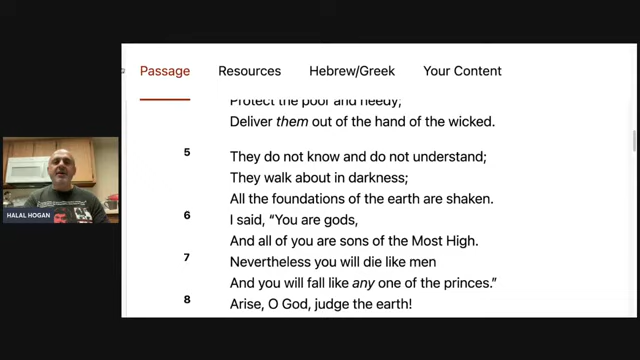 Passage Resources Hebrew/Greek Your Content
Protect the poor and needy;
Deliver them out of the hand of the wicked.
5 They do not know and do not understand;
They walk about in darkness;
All the foundations of the earth are shaken.
6 I said, “You are gods,
And all of you are sons of the Most High.
7 Nevertheless you will die like men
And you will fall like any one of the princes.”
8 Arise, O God, judge the earth!
HALAL HOGAN